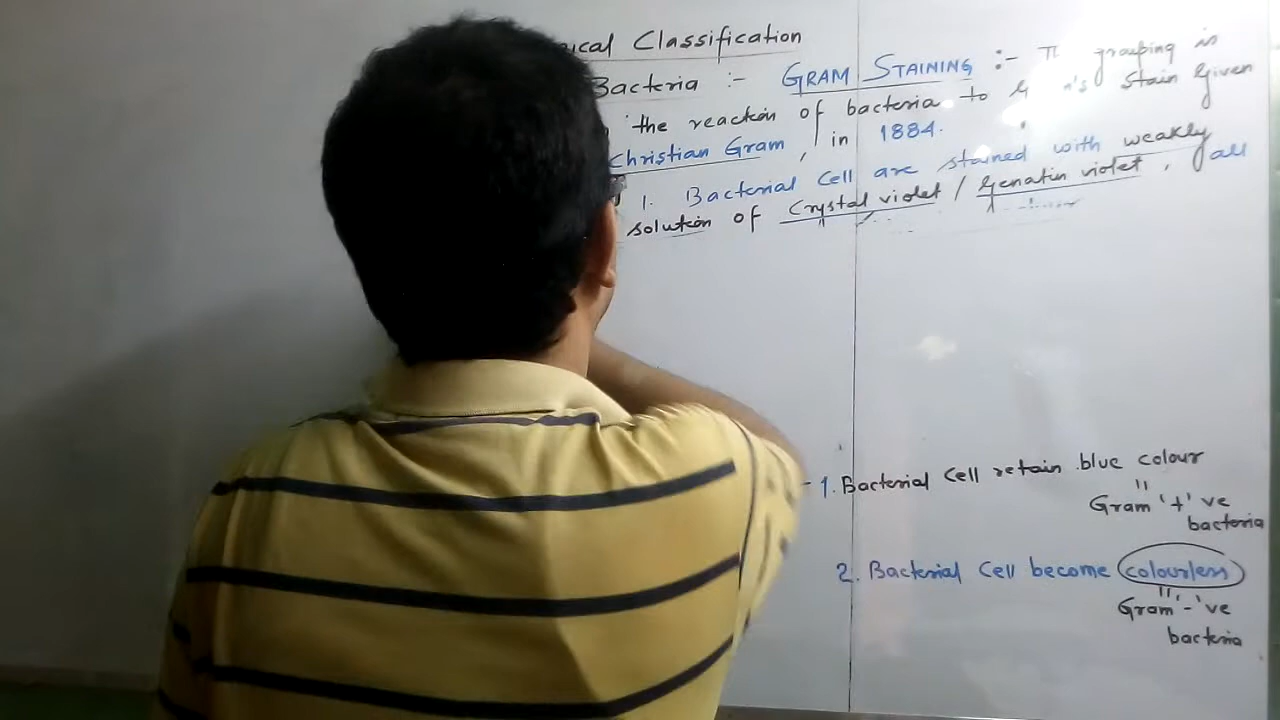 ical Classification
Bacteria :- GRAM STAINING :- grouping is
the reaction of bacteria to stain given
Christian Gram, in 1884.
1. Bacterial cell are stained with weakly
solution of Crystal violet / Genatin violet, all
1. Bacterial cell retain blue colour
"
Gram '+' ve
bacteria
2. Bacterial cell become colourless
"
Gram '-' ve
bacteria